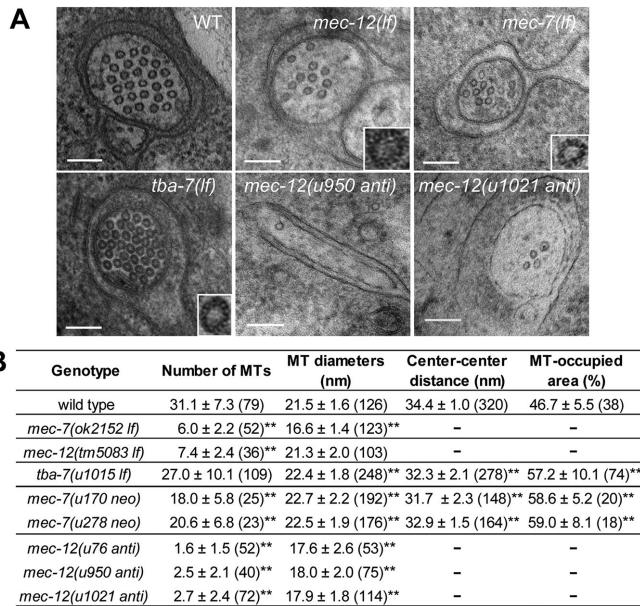 A
WT
mec-12(lf)
mec-7(lf)
tba-7(lf)
mec-12(u950 anti)
mec-12(u1021 anti)
B
Genotype Number of MTs MT diameters (nm) Center-center distance (nm) MT-occupied area (%)
wild type 31.1 ± 7.3 (79) 21.5 ± 1.6 (126) 34.4 ± 1.0 (320) 46.7 ± 5.5 (38)
mec-7(ok2152 lf) 6.0 ± 2.2 (52)** 16.6 ± 1.4 (123)** – –
mec-12(tm5083 lf) 7.4 ± 2.4 (36)** 21.3 ± 2.0 (103) – –
tba-7(u1015 lf) 27.0 ± 10.1 (109) 22.4 ± 1.8 (248)** 32.3 ± 2.1 (278)** 57.2 ± 10.1 (74)**
mec-7(u170 neo) 18.0 ± 5.8 (25)** 22.7 ± 2.2 (192)** 31.7 ± 2.3 (148)** 58.6 ± 5.2 (20)**
mec-7(u278 neo) 20.6 ± 6.8 (23)** 22.5 ± 1.9 (176)** 32.9 ± 1.5 (164)** 59.0 ± 8.1 (18)**
mec-12(u76 anti) 1.6 ± 1.5 (52)** 17.6 ± 2.6 (53)** – –
mec-12(u950 anti) 2.5 ± 2.1 (40)** 18.0 ± 2.0 (75)** – –
mec-12(u1021 anti) 2.7 ± 2.4 (72)** 17.9 ± 1.8 (114)** – –